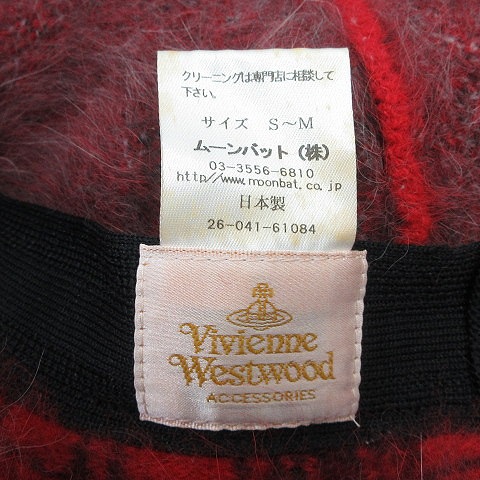 クリーニングは専門店に相談して
下さい。
サイズ S～M
ムーンバット（株）
03-3556-6810
http://www.moonbat.co.jp
日本製
26-041-61084
Vivienne
Westwood
ACCESSORIES